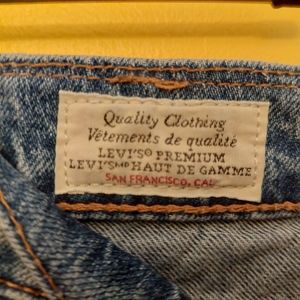 Quality Clothing
Vêtements de qualité
LEVI'S® PREMIUM
LEVI'S® HAUT DE GAMME
SAN FRANCISCO, CAL